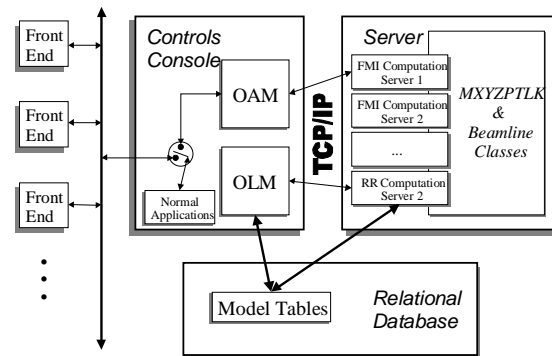 Front
End
Front
End
Front
End
Controls
Console
OAM
OLM
Normal
Applications
TCP/IP
Server
FMI Computation
Server 1
FMI Computation
Server 2
...
RR Computation
Server 2
MXYZPTLK
&
Beamline
Classes
Model Tables
Relational
Database